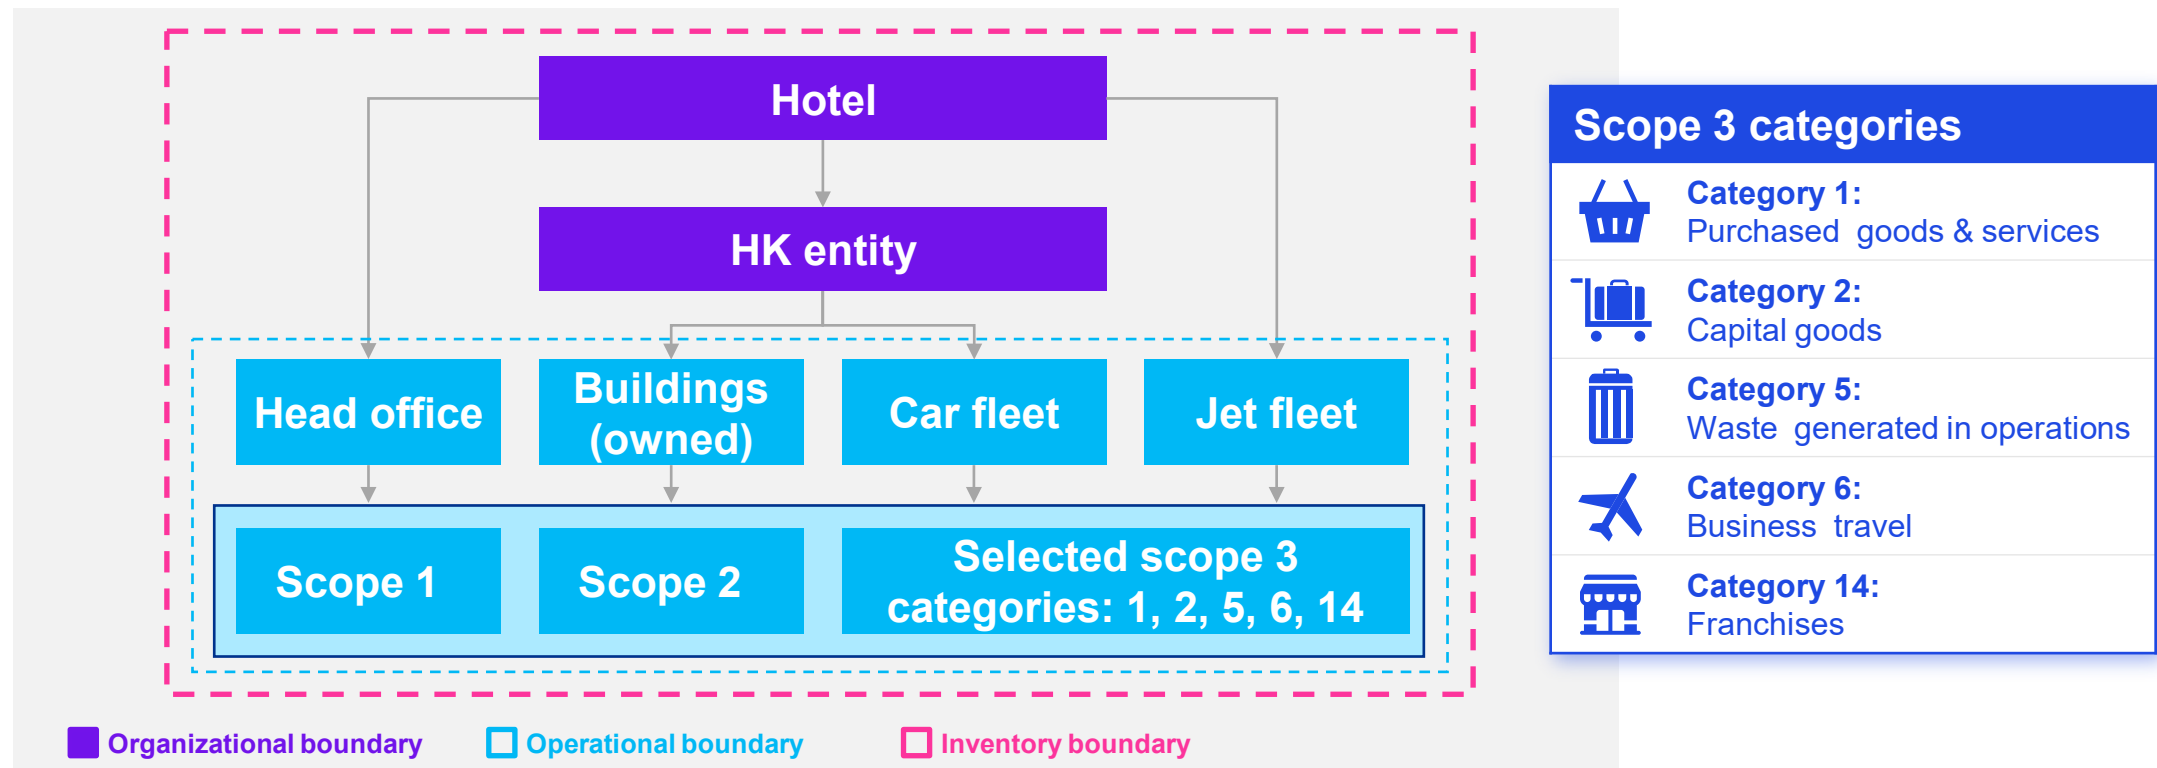 Hotel
HK entity
Head office
Buildings
(owned)
Car fleet
Jet fleet
Scope 1
Scope 2
Selected scope 3
categories: 1, 2, 5, 6, 14
Organizational boundary
Operational boundary
Inventory boundary
Scope 3 categories
Category 1:
Purchased goods & services
Category 2:
Capital goods
Category 5:
Waste generated in operations
Category 6:
Business travel
Category 14:
Franchises